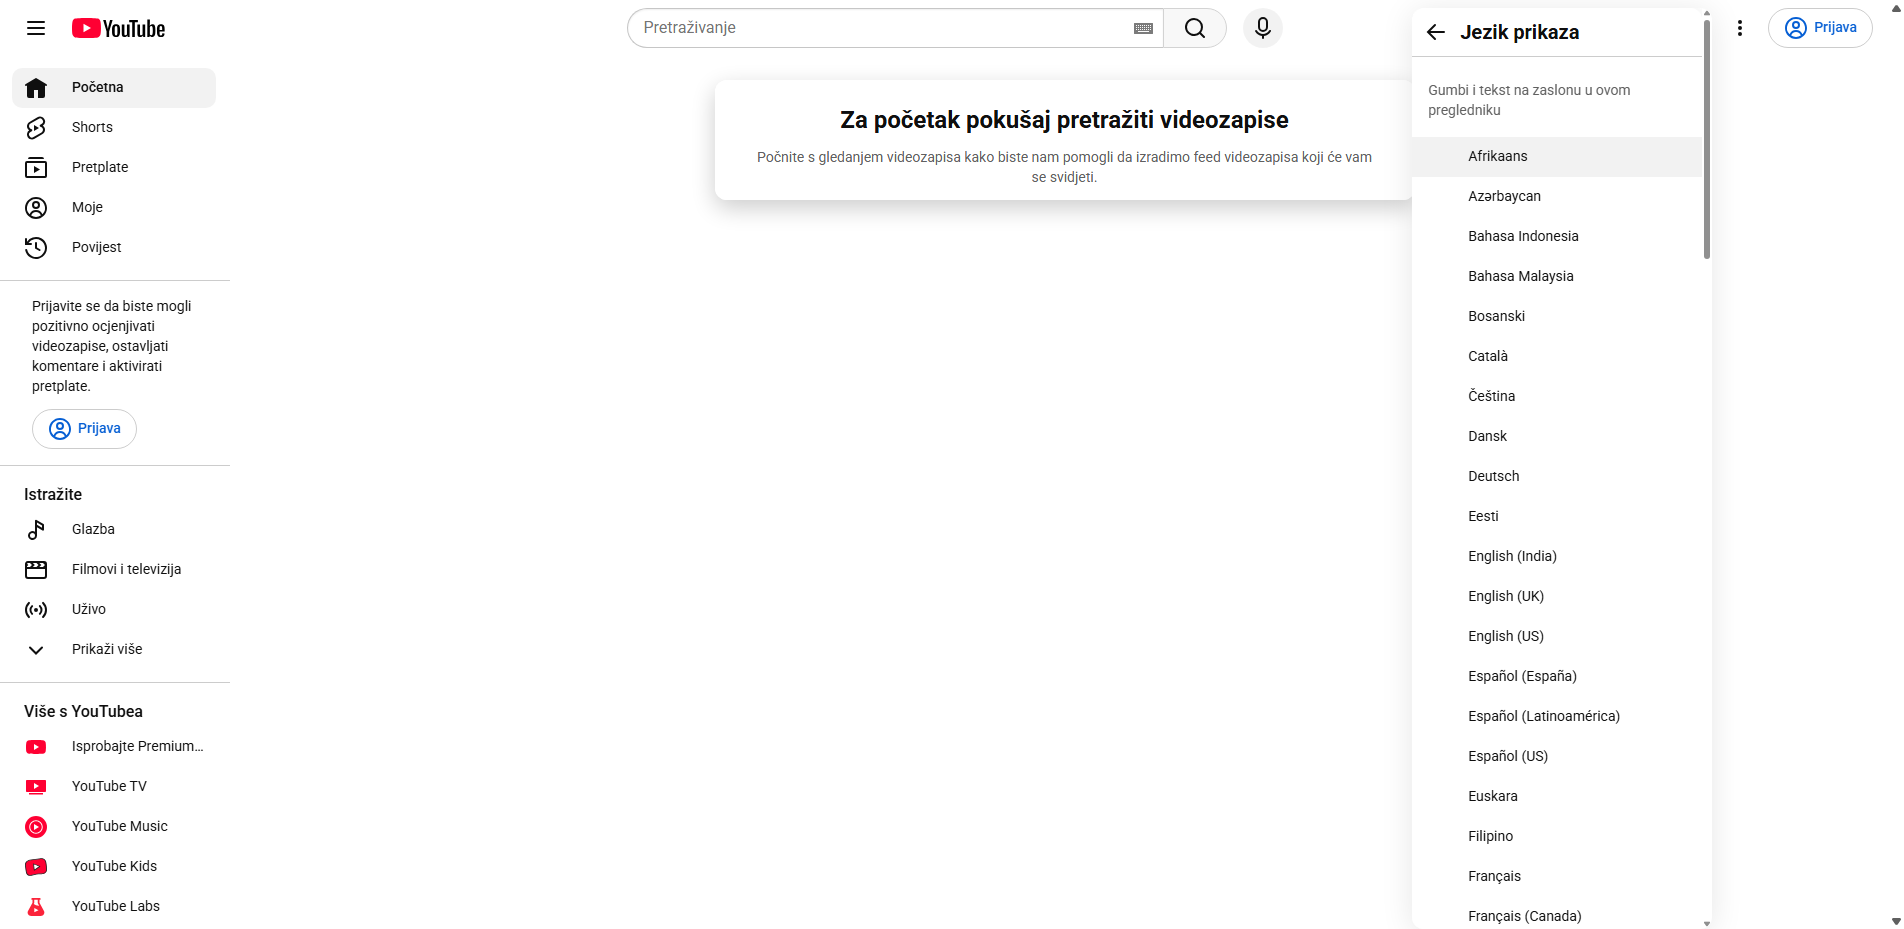 YouTube
Pretraživanje
Prijava
Početna
Shorts
Pretplate
Moje
Povijest
Prijavite se da biste mogli
pozitivno ocjenjivati
videozapise, ostavljati
komentare i aktivirati
pretplate.
Prijava
Istražite
Glazba
Filmovi i televizija
Uživo
Prikaži više
Više s YouTubea
Isprobajte Premium...
YouTube TV
YouTube Music
YouTube Kids
YouTube Labs
Za početak pokušaj pretražiti videozapise
Počnite s gledanjem videozapisa kako biste nam pomogli da izradimo feed videozapisa koji će vam
se svidjeti.
Jezik prikaza
Gumbi i tekst na zaslonu u ovom
pregledniku
Afrikaans
Azərbaycan
Bahasa Indonesia
Bahasa Malaysia
Bosanski
Català
Čeština
Dansk
Deutsch
Eesti
English (India)
English (UK)
English (US)
Español (España)
Español (Latinoamérica)
Español (US)
Euskara
Filipino
Français
Français (Canada)